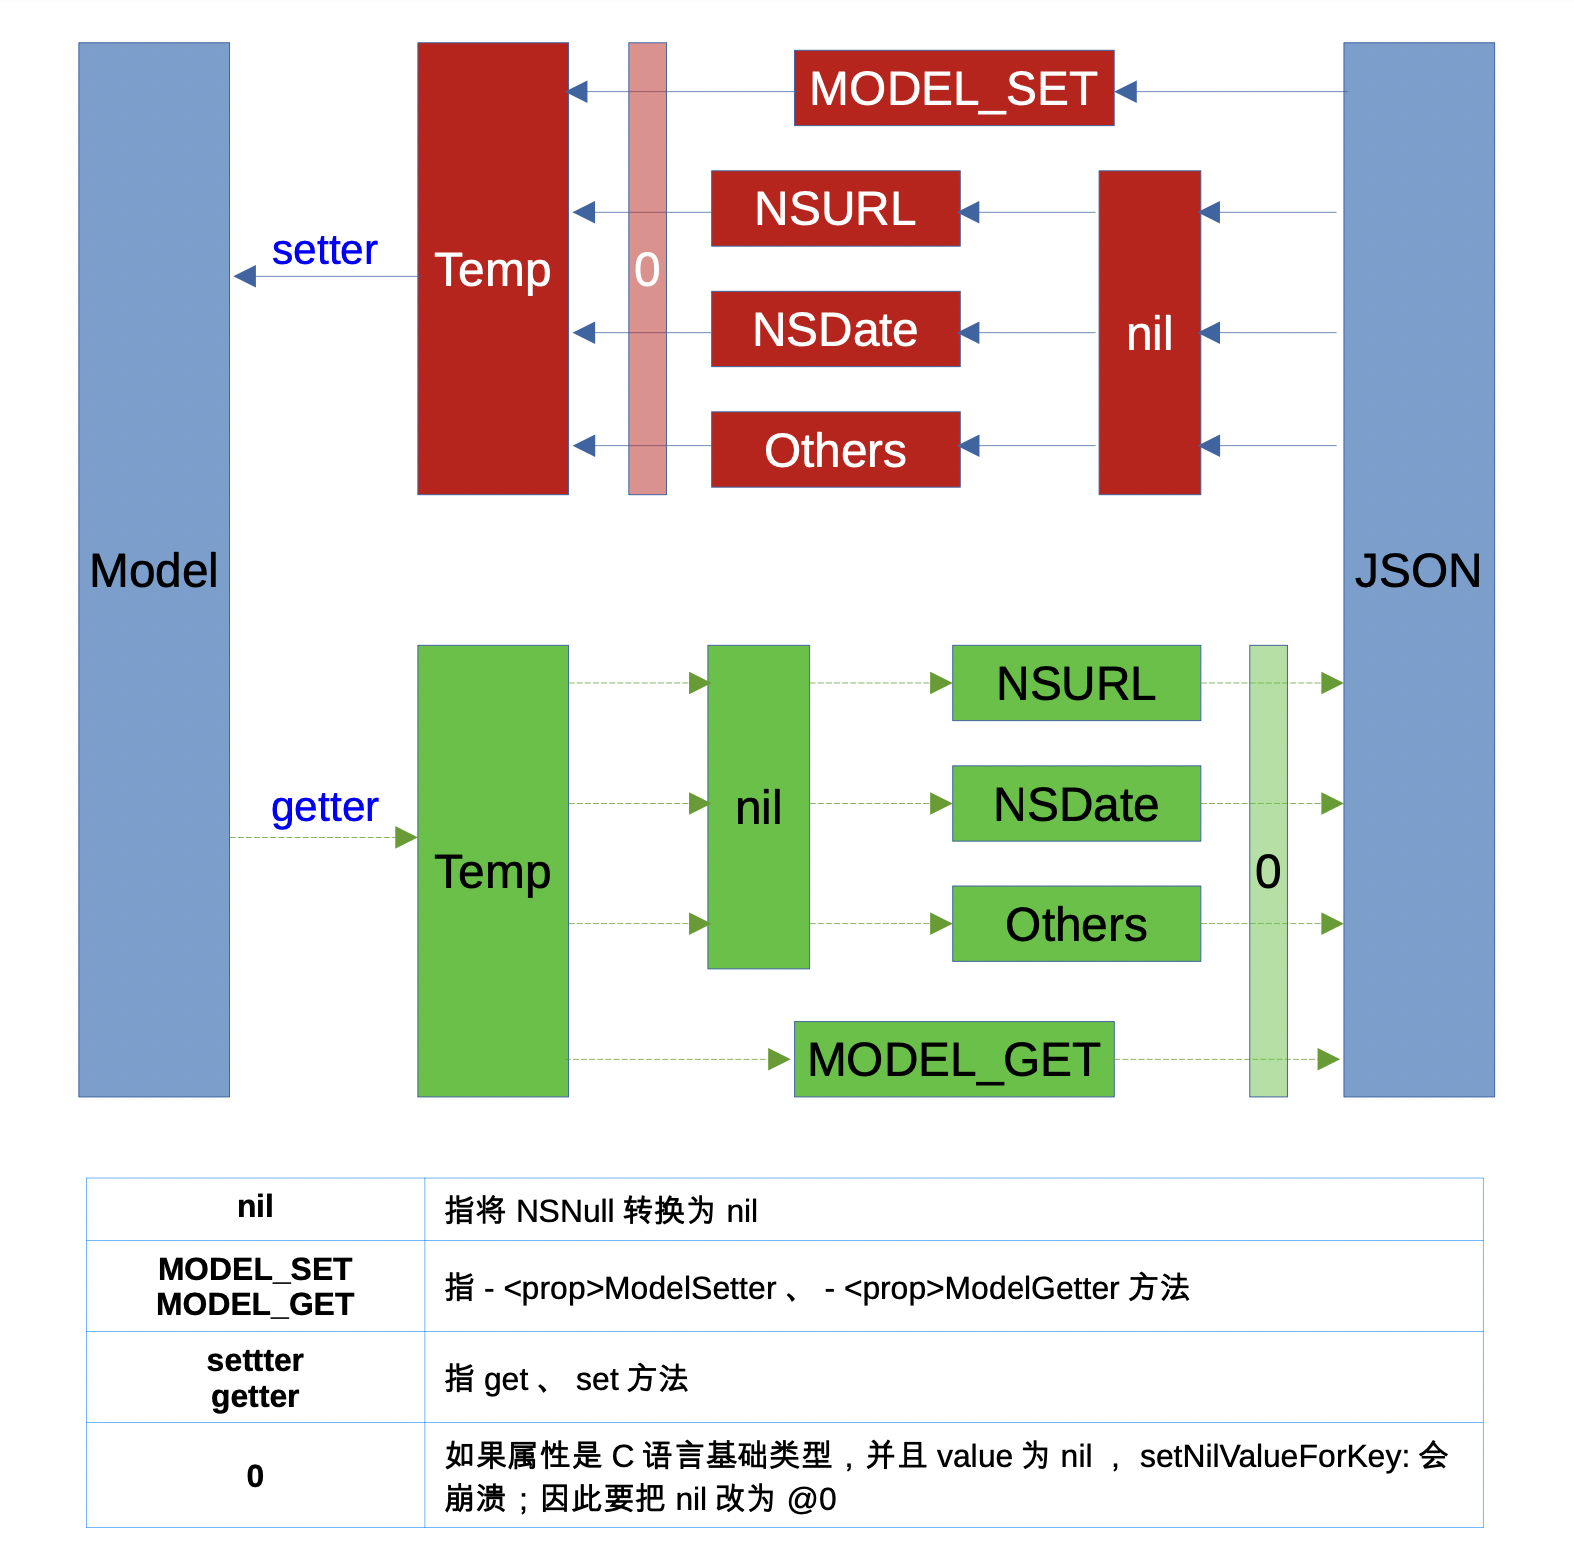 MODEL_SET
NSURL
setter
Temp
0
NSDate
nil
Others
Model
JSON
NSURL
getter
nil
NSDate
Temp
0
Others
MODEL_GET
nil
指将 NSNull 转换为 nil
MODEL_SET
MODEL_GET
指 - <prop>ModelSetter 、 - <prop>ModelGetter 方法
settter
getter
指 get 、 set 方法
0
如果属性是 C 语言基础类型，并且 value 为 nil ， setNilValueForKey: 会
崩溃；因此要把 nil 改为 @0